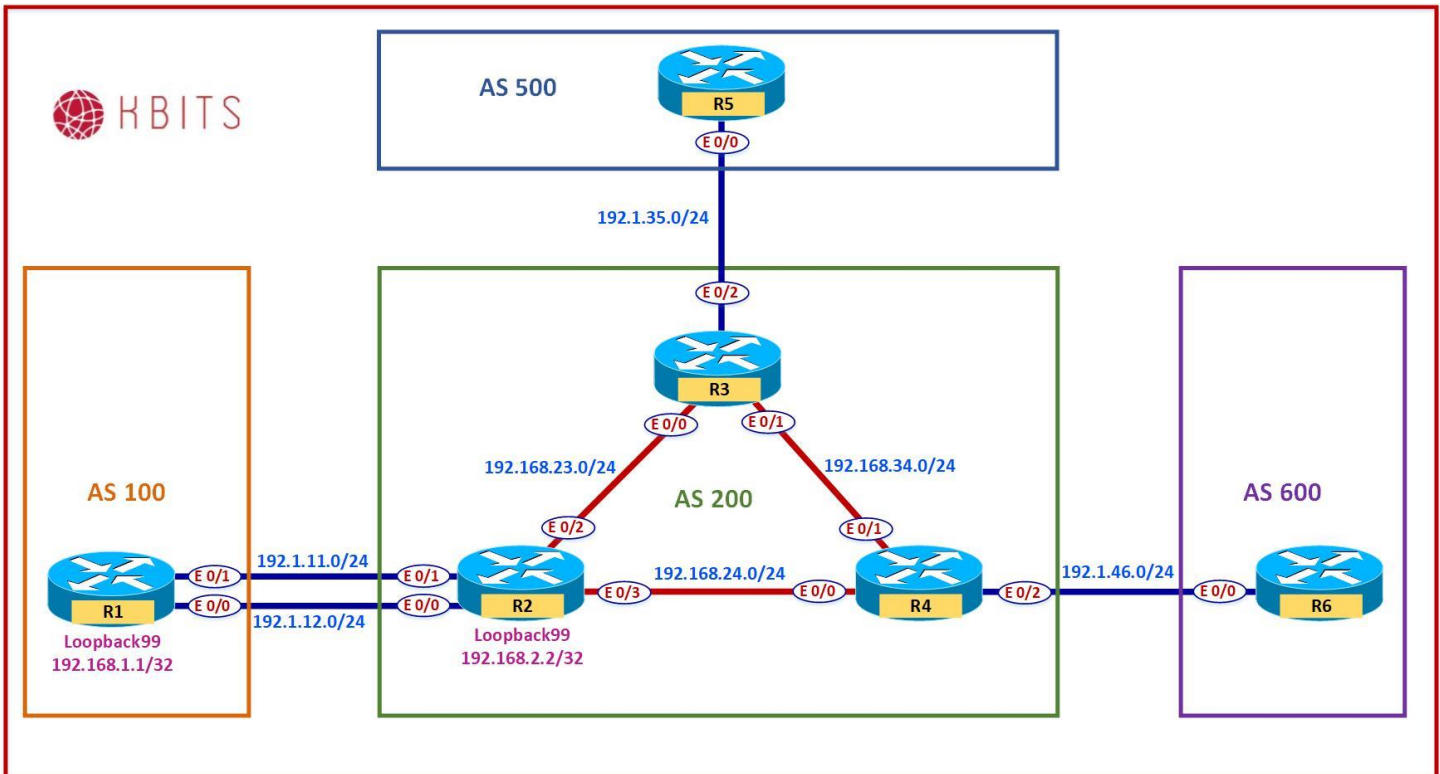 KBITS
AS 500
R5
E 0/0
192.1.35.0/24
E 0/2
R3
E 0/0
E 0/1
192.168.23.0/24
192.168.34.0/24
AS 100
AS 200
AS 600
E 0/2
E 0/1
192.1.11.0/24
E 0/1
E 0/1
192.168.24.0/24
192.1.46.0/24
E 0/0
E 0/0
E 0/3
E 0/0
E 0/2
E 0/0
R1
R2
R4
R6
192.1.12.0/24
Loopback99
192.168.1.1/32
Loopback99
192.168.2.2/32